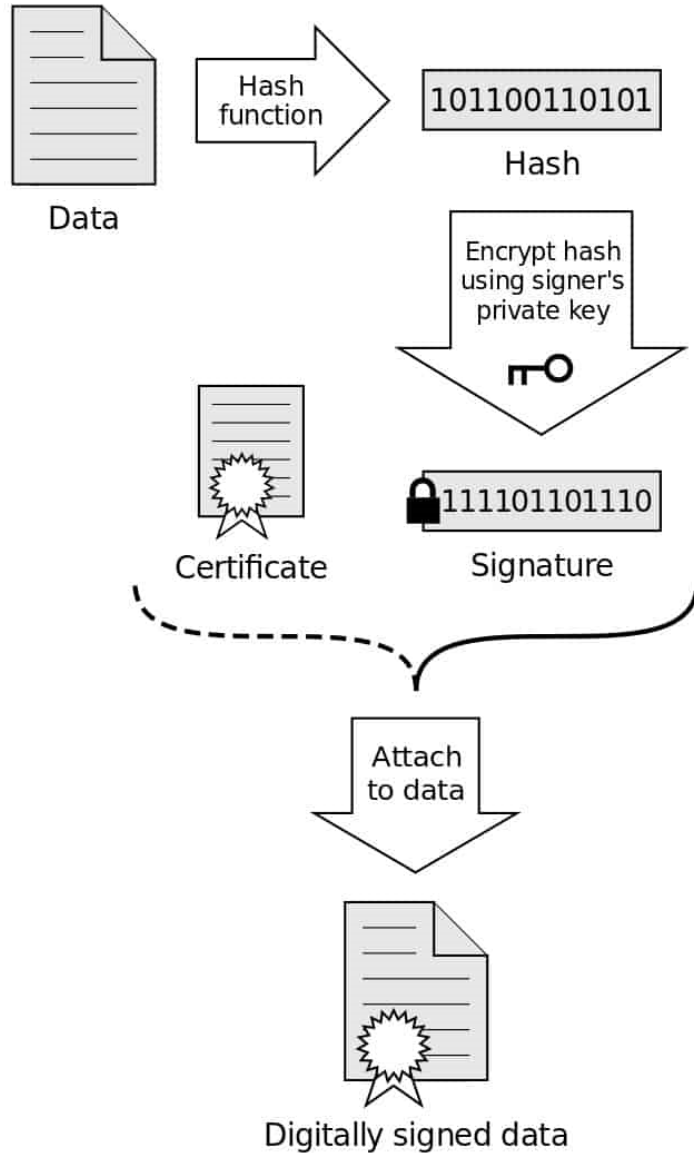 Hash
function
101100110101
Hash
Data
Encrypt hash
using signer's
private key
111101101110
Certificate
Signature
Attach
to data
Digitally signed data